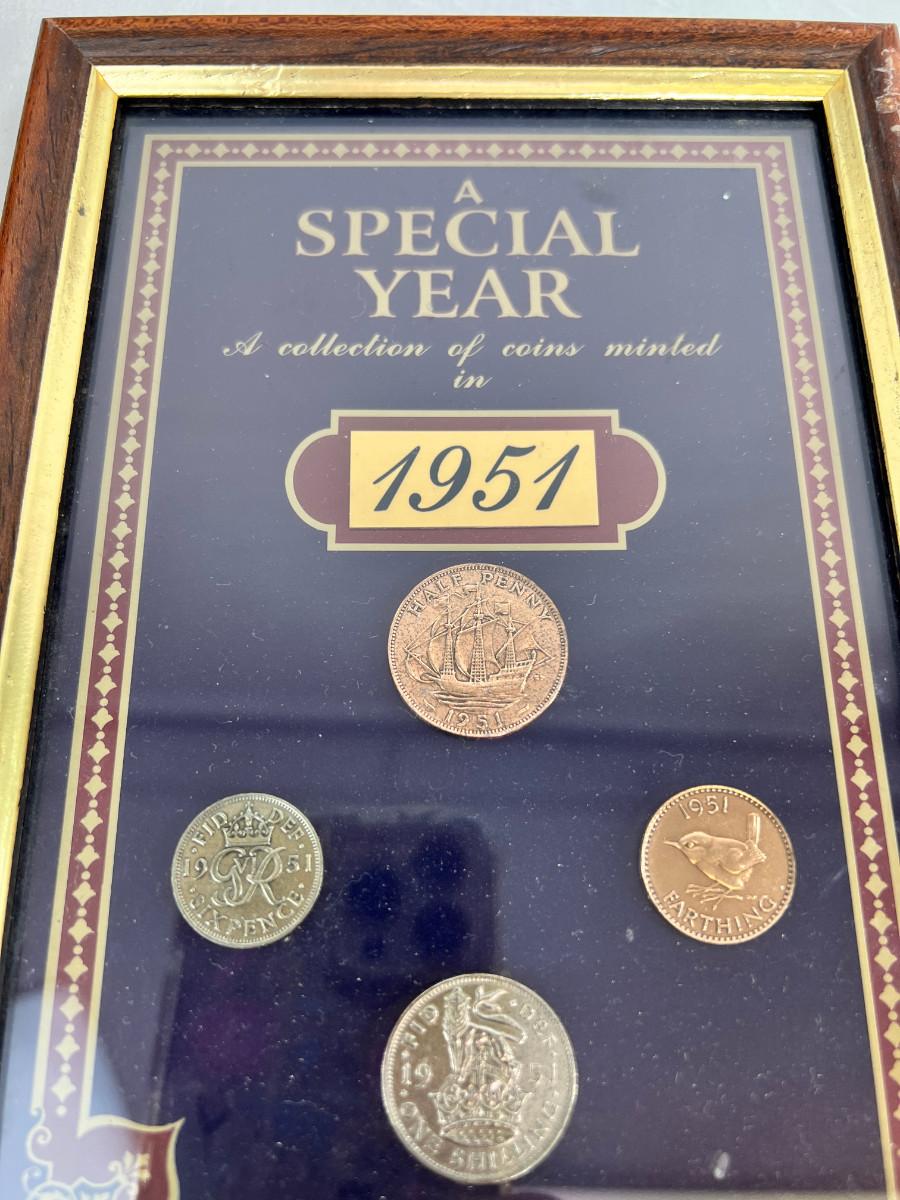 A
SPECIAL
YEAR
A collection of coins minted
in
1951
HALF PENNY
1951
FID DEF
19 GRVI 51
SIXPENCE
1951
FARTHING
FID DEF
19 51
ONE SHILLING